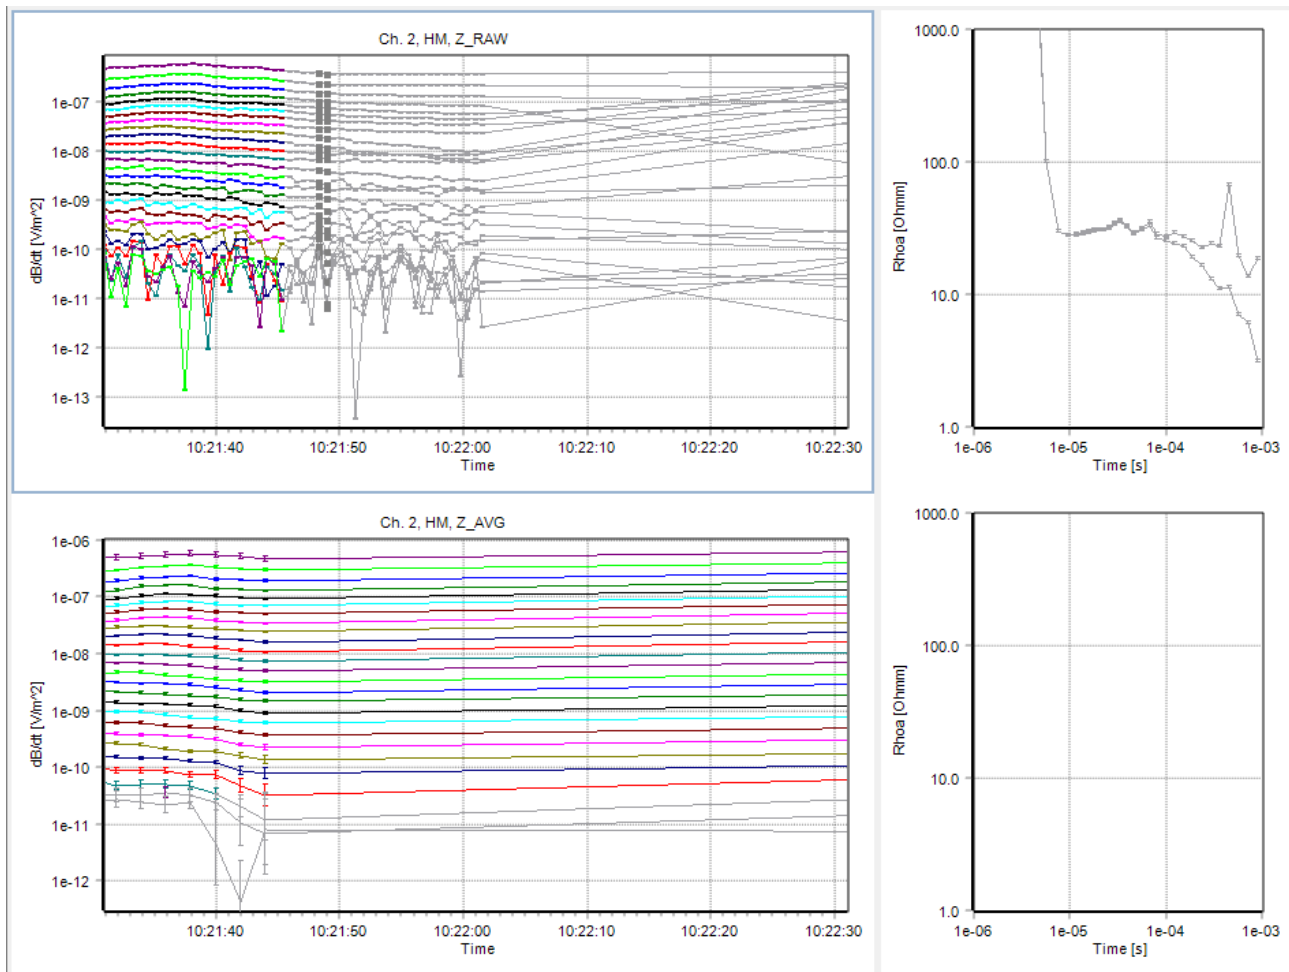 Ch. 2, HM, Z_RAW
dB/dt [V/m^2]
1e-07
1e-08
1e-09
1e-10
1e-11
1e-12
1e-13
10:21:40 10:21:50 10:22:00 10:22:10 10:22:20 10:22:30
Time
Rhoa [Ohmm]
1000.0
100.0
10.0
1.0
1e-06 1e-05 1e-04 1e-03
Time [s]
Ch. 2, HM, Z_AVG
dB/dt [V/m^2]
1e-06
1e-07
1e-08
1e-09
1e-10
1e-11
1e-12
10:21:40 10:21:50 10:22:00 10:22:10 10:22:20 10:22:30
Time
Rhoa [Ohmm]
1000.0
100.0
10.0
1.0
1e-06 1e-05 1e-04 1e-03
Time [s]